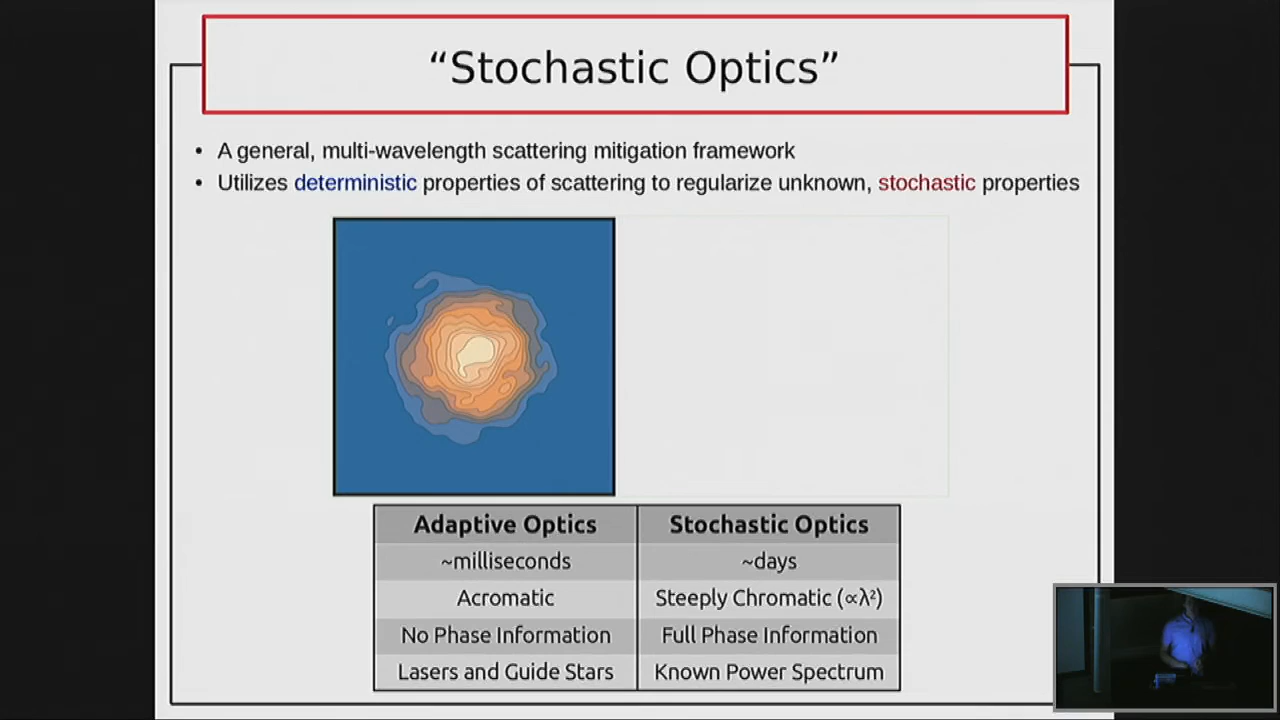 “Stochastic Optics”
• A general, multi-wavelength scattering mitigation framework
• Utilizes deterministic properties of scattering to regularize unknown, stochastic properties
Adaptive Optics Stochastic Optics
~milliseconds ~days
Acromatic Steeply Chromatic (∝λ²)
No Phase Information Full Phase Information
Lasers and Guide Stars Known Power Spectrum